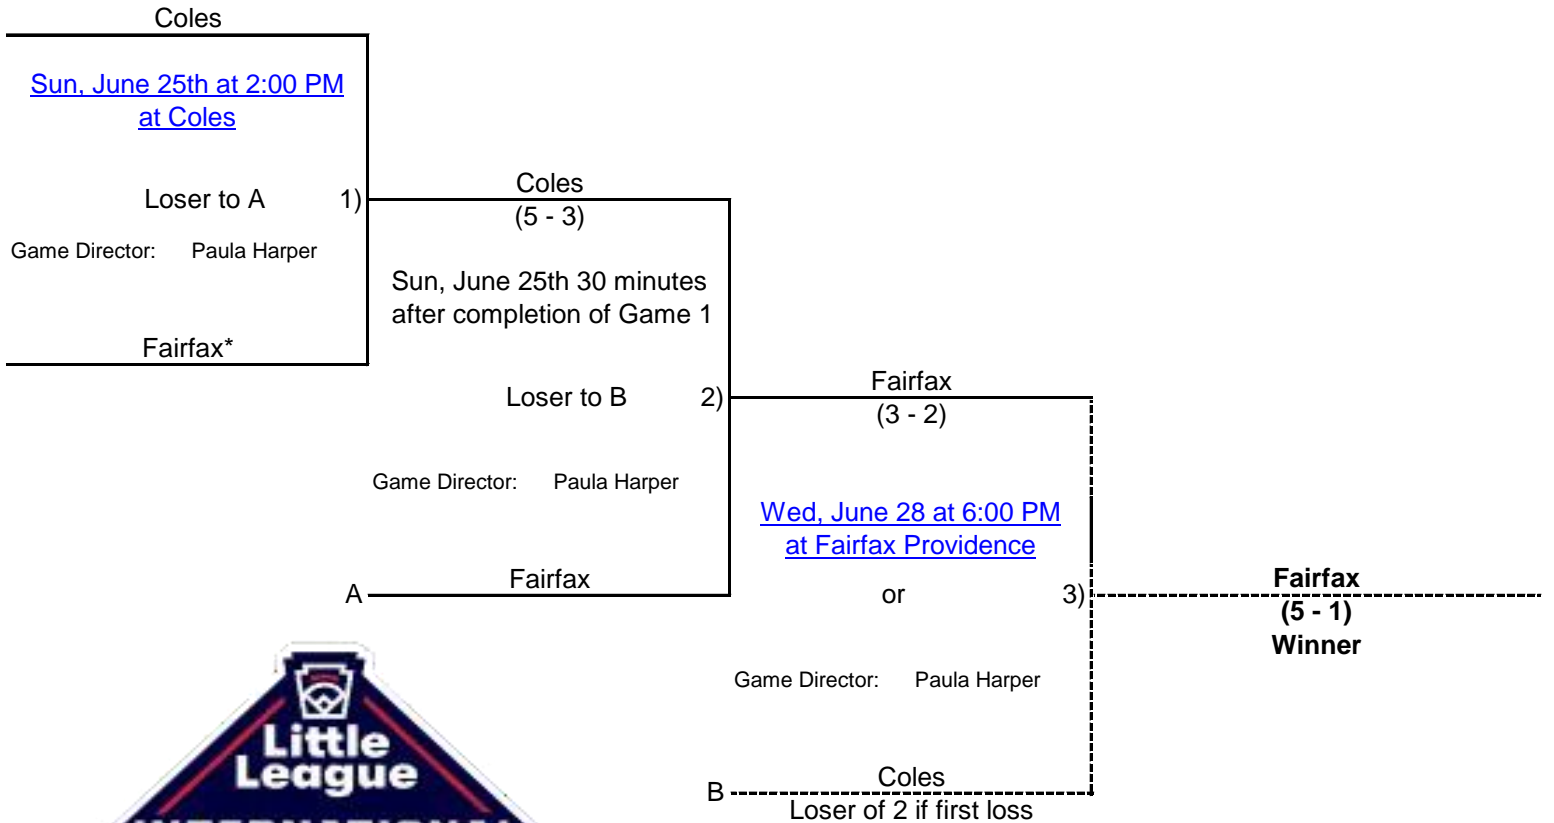 Coles
Sun, June 25th at 2:00 PM
at Coles
Loser to A 1)
Game Director: Paula Harper
Fairfax*
Coles
(5 - 3)
Sun, June 25th 30 minutes
after completion of Game 1
Loser to B 2)
Game Director: Paula Harper
A Fairfax
Fairfax
(3 - 2)
Wed, June 28 at 6:00 PM
at Fairfax Providence
or 3)
Game Director: Paula Harper
B Coles
Loser of 2 if first loss
Fairfax
(5 - 1)
Winner
Little
League
INTERNATIONAL